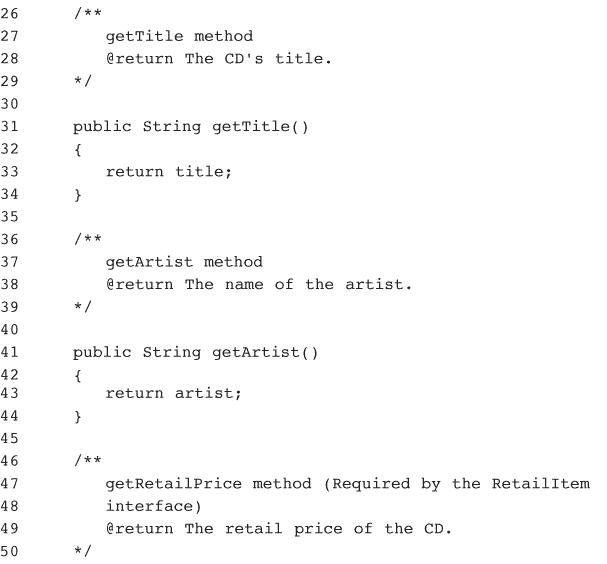 26 /**
27 getTitle method
28 @return The CD's title.
29 */
30
31 public String getTitle()
32 {
33 return title;
34 }
35
36 /**
37 getArtist method
38 @return The name of the artist.
39 */
40
41 public String getArtist()
42 {
43 return artist;
44 }
45
46 /**
47 getRetailPrice method (Required by the RetailItem
48 interface)
49 @return The retail price of the CD.
50 */